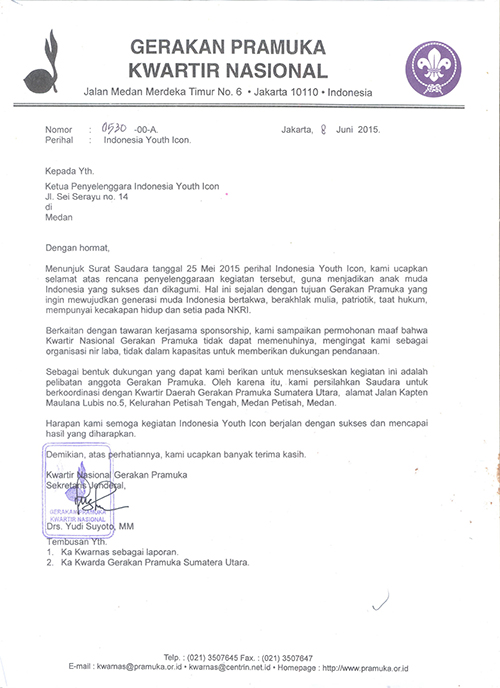 GERAKAN PRAMUKA
KWARTIR NASIONAL
Jalan Medan Merdeka Timur No. 6 • Jakarta 10110 • Indonesia
Nomor : 0530 -00-A. Jakarta, 8 Juni 2015.
Perihal : Indonesia Youth Icon.
Kepada Yth.
Ketua Penyelenggara Indonesia Youth Icon
Jl. Sei Serayu no. 14
di
Medan
Dengan hormat,
Menunjuk Surat Saudara tanggal 25 Mei 2015 perihal Indonesia Youth Icon, kami ucapkan
selamat atas rencana penyelenggaraan kegiatan tersebut, guna menjadikan anak muda
Indonesia yang sukses dan dikagumi. Hal ini sejalan dengan tujuan Gerakan Pramuka yang
ingin mewujudkan generasi muda Indonesia bertakwa, berakhlak mulia, patriotik, taat hukum,
mempunyai kecakapan hidup dan setia pada NKRI.
Berkaitan dengan tawaran kerjasama sponsorship, kami sampaikan permohonan maaf bahwa
Kwartir Nasional Gerakan Pramuka tidak dapat memenuhinya, mengingat kami sebagai
organisasi nir laba, tidak dalam kapasitas untuk memberikan dukungan pendanaan.
Sebagai bentuk dukungan yang dapat kami berikan untuk mensukseskan kegiatan ini adalah
pelibatan anggota Gerakan Pramuka. Oleh karena itu, kami persilahkan Saudara untuk
berkoordinasi dengan Kwartir Daerah Gerakan Pramuka Sumatera Utara, alamat Jalan Kapten
Maulana Lubis no.5, Kelurahan Petisah Tengah, Medan Petisah, Medan.
Harapan kami semoga kegiatan Indonesia Youth Icon berjalan dengan sukses dan mencapai
hasil yang diharapkan.
Demikian, atas perhatiannya, kami ucapkan banyak terima kasih.
Kwartir Nasional Gerakan Pramuka
Sekretaris Jenderal,
GERAKAN PRAMUKA
KWARTIR NASIONAL
Drs. Yudi Suyoto, MM
Tembusan Yth.
1. Ka Kwarnas sebagai laporan.
2. Ka Kwarda Gerakan Pramuka Sumatera Utara.
Telp. : (021) 3507645 Fax. : (021) 3507647
E-mail : kwarnas@pramuka.or.id • kwarnas@centrin.net.id • Homepage : http://www.pramuka.or.id